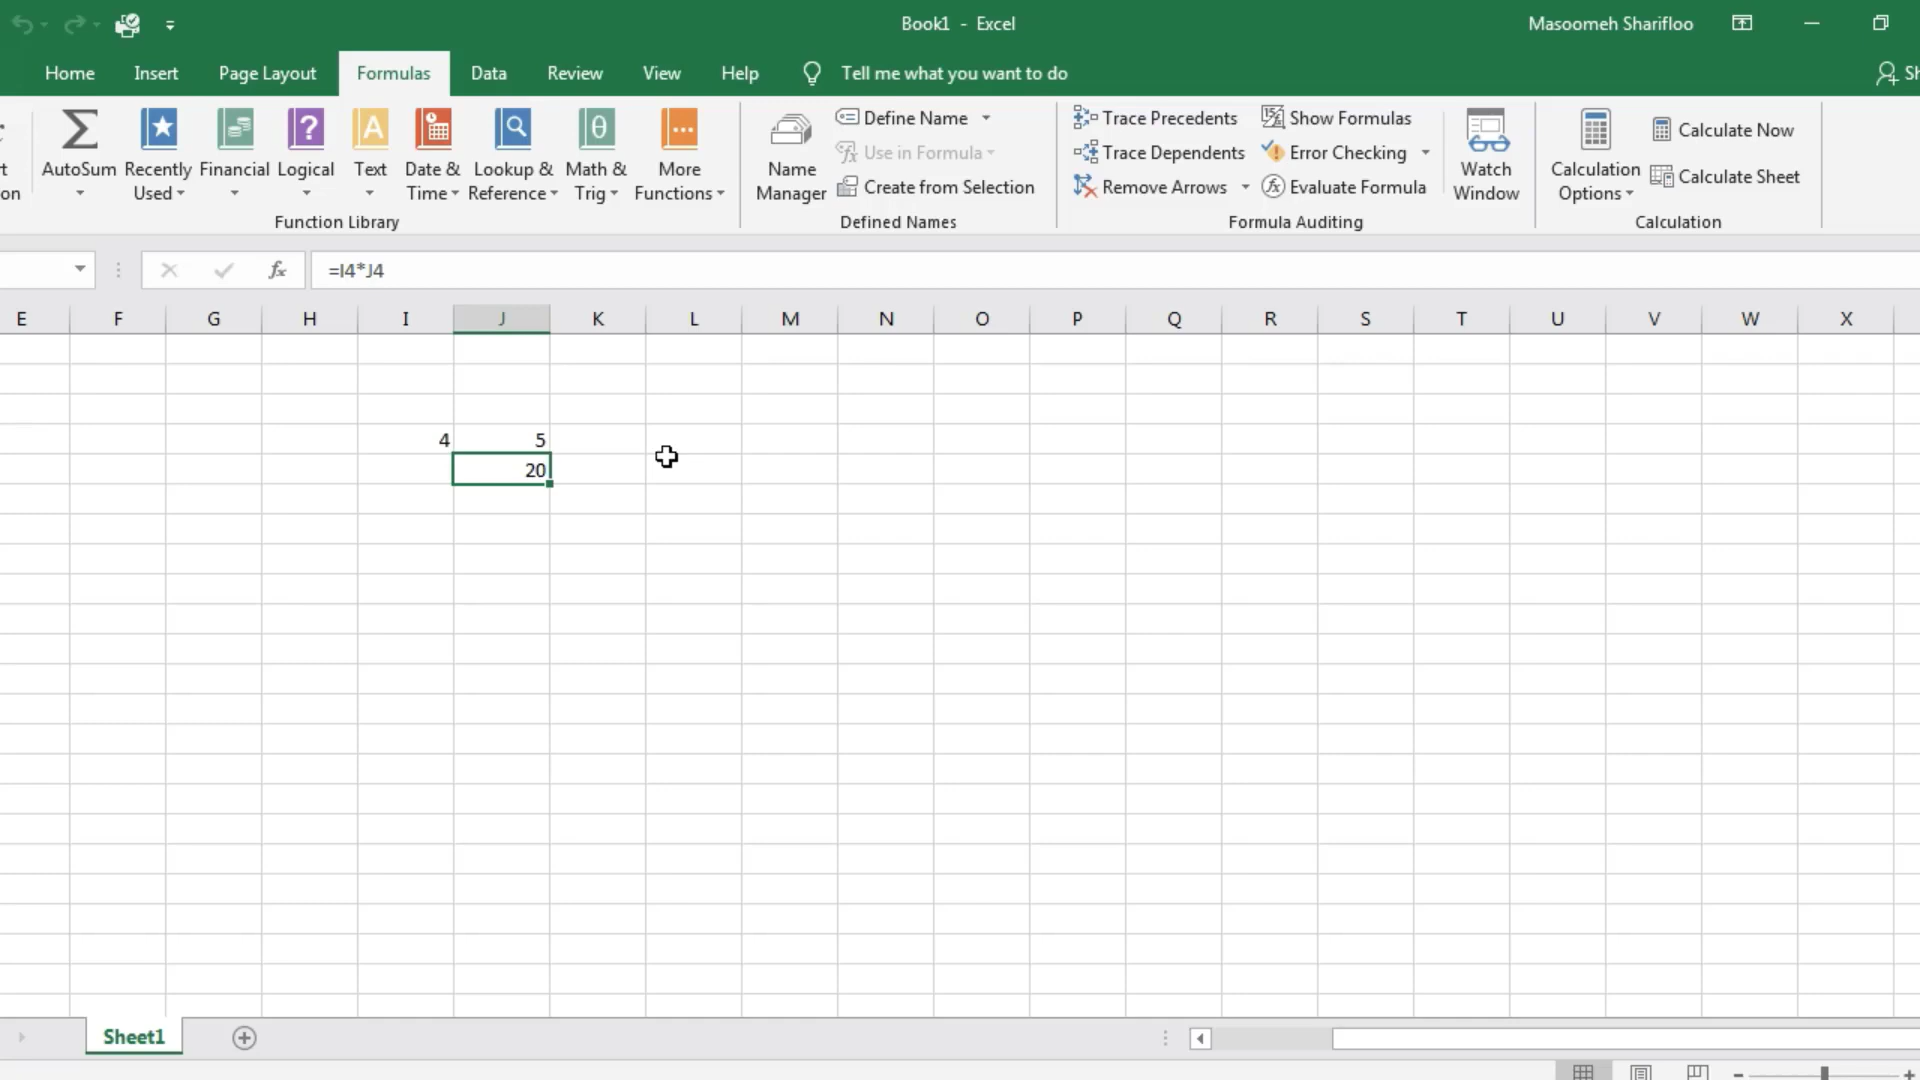 Book1 - Excel
Masoomeh Sharifloo
Home Insert Page Layout Formulas Data Review View Help Tell me what you want to do
AutoSum Recently Used Financial Logical Text Date & Time Lookup & Reference Math & Trig More Functions
Function Library
Name Manager
Define Name
Use in Formula
Create from Selection
Defined Names
Trace Precedents
Trace Dependents
Remove Arrows
Show Formulas
Error Checking
Evaluate Formula
Formula Auditing
Watch Window
Calculation Options
Calculate Now
Calculate Sheet
Calculation
fx =I4*J4
E F G H I J K L M N O P Q R S T U V W X
4 5
20
Sheet1